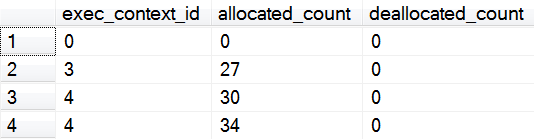 exec_context_id allocated_count deallocated_count
1 0 0 0
2 3 27 0
3 4 30 0
4 4 34 0